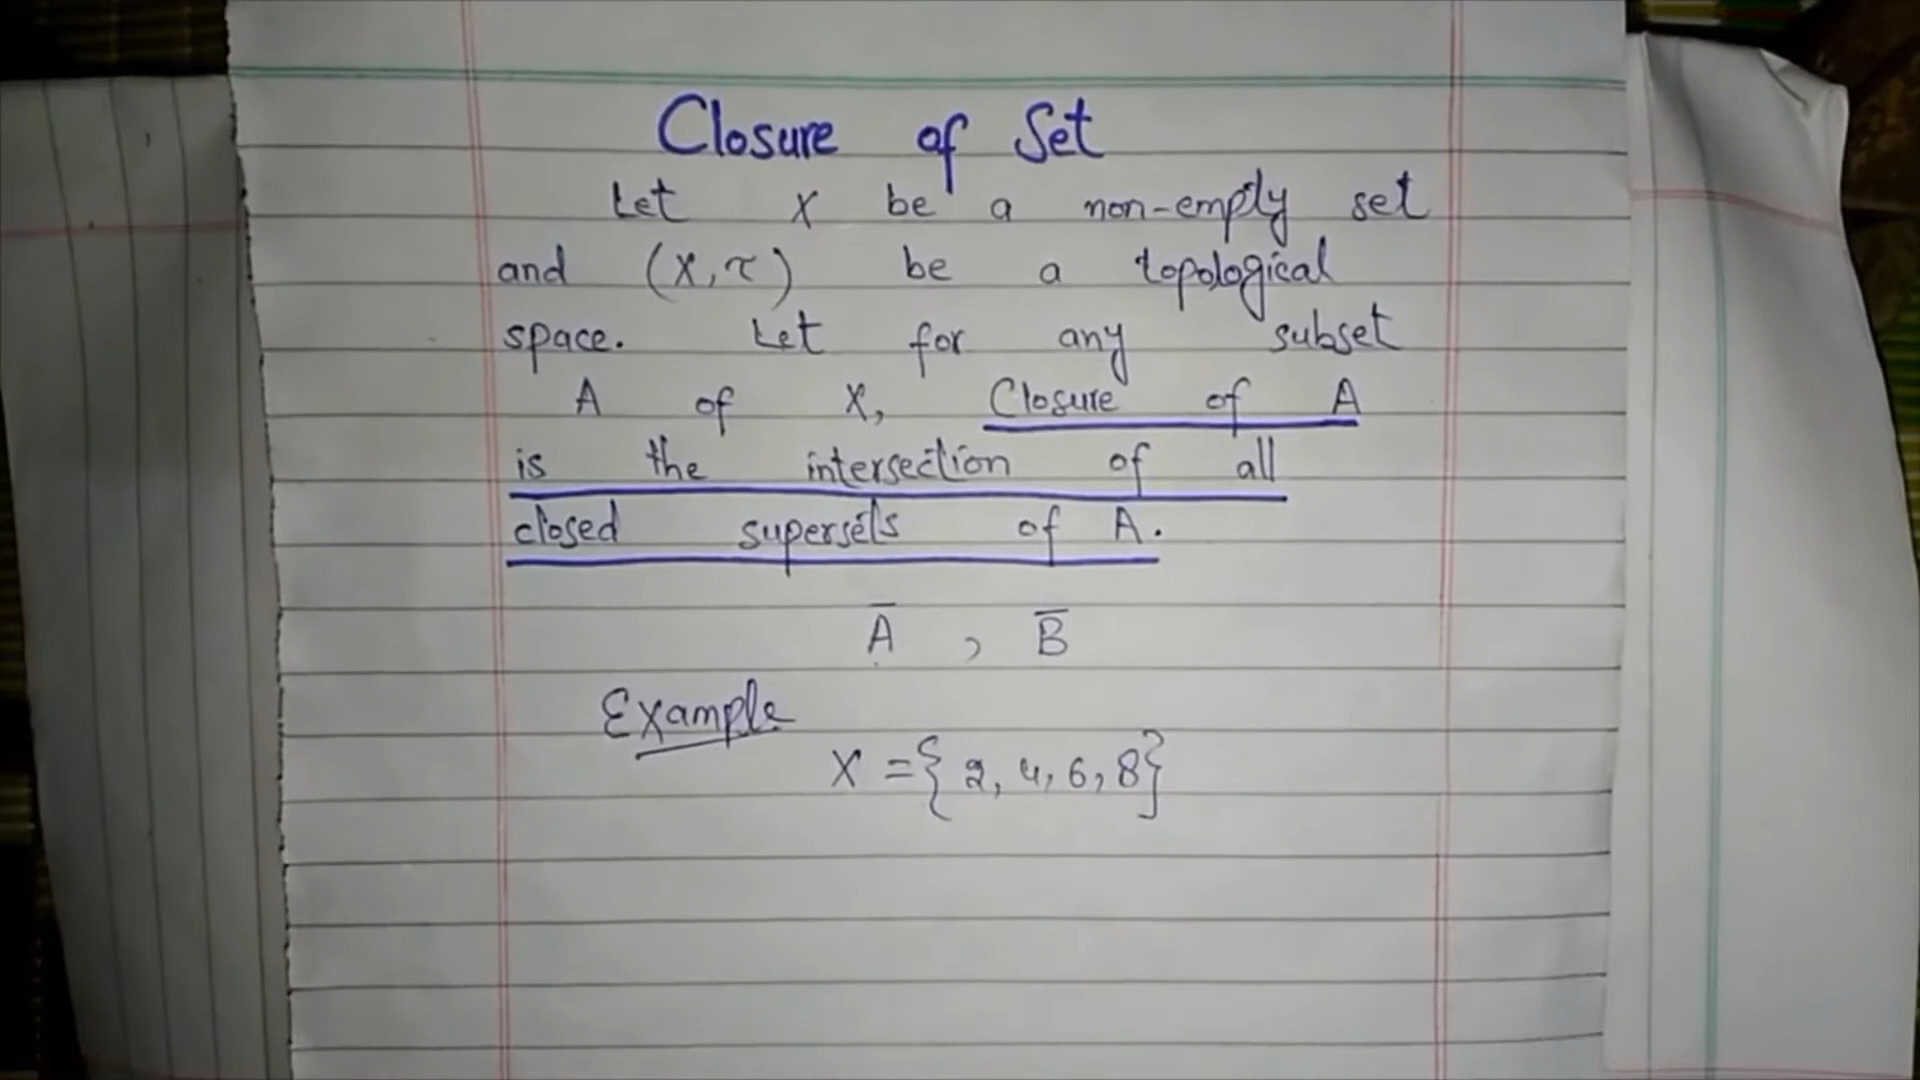 Closure of Set
Let X be a non-empty set
and (X, τ) be a topological
space. Let for any subset
A of X, Closure of A
is the intersection of all
closed supersets of A.
A̅ , B̅
Example
X = {2, 4, 6, 8}